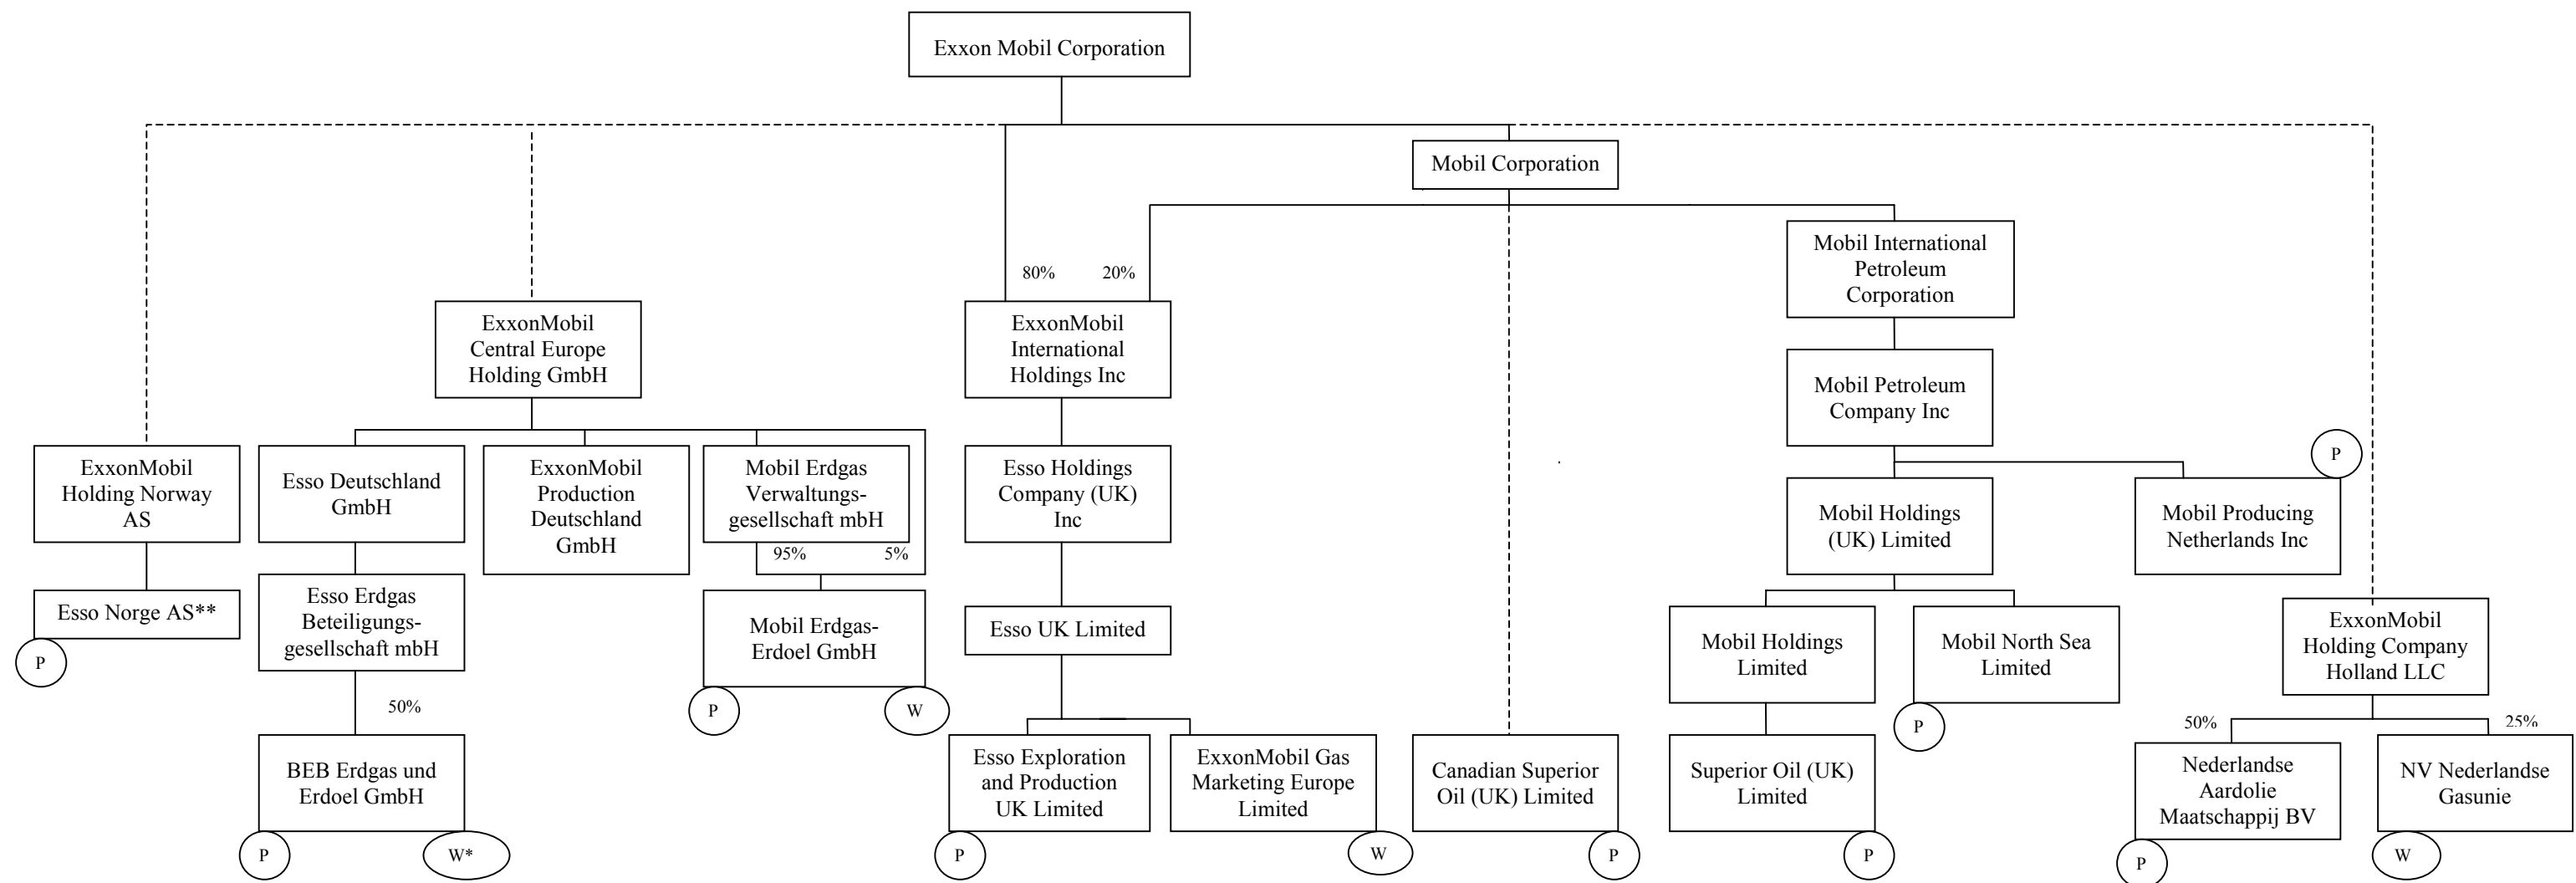 Exxon Mobil Corporation
Mobil Corporation
Mobil International
Petroleum
Corporation
80%
20%
ExxonMobil
Central Europe
Holding GmbH
ExxonMobil
International
Holdings Inc
Mobil Petroleum
Company Inc
P
ExxonMobil
Holding Norway
AS
Esso Deutschland
GmbH
ExxonMobil
Production
Deutschland
GmbH
Mobil Erdgas
Verwaltungs-
gesellschaft mbH
Esso Holdings
Company (UK)
Inc
Mobil Holdings
(UK) Limited
Mobil Producing
Netherlands Inc
95%
5%
Esso Norge AS**
P
Esso Erdgas
Beteiligungs-
gesellschaft mbH
Mobil Erdgas-
Erdoel GmbH
P
W
Esso UK Limited
Mobil Holdings
Limited
Mobil North Sea
Limited
P
ExxonMobil
Holding Company
Holland LLC
50%
50%
25%
BEB Erdgas und
Erdoel GmbH
P
W*
Esso Exploration
and Production
UK Limited
P
ExxonMobil Gas
Marketing Europe
Limited
W
Canadian Superior
Oil (UK) Limited
P
Superior Oil (UK)
Limited
P
Nederlandse
Aardolie
Maatschappij BV
P
NV Nederlandse
Gasunie
W